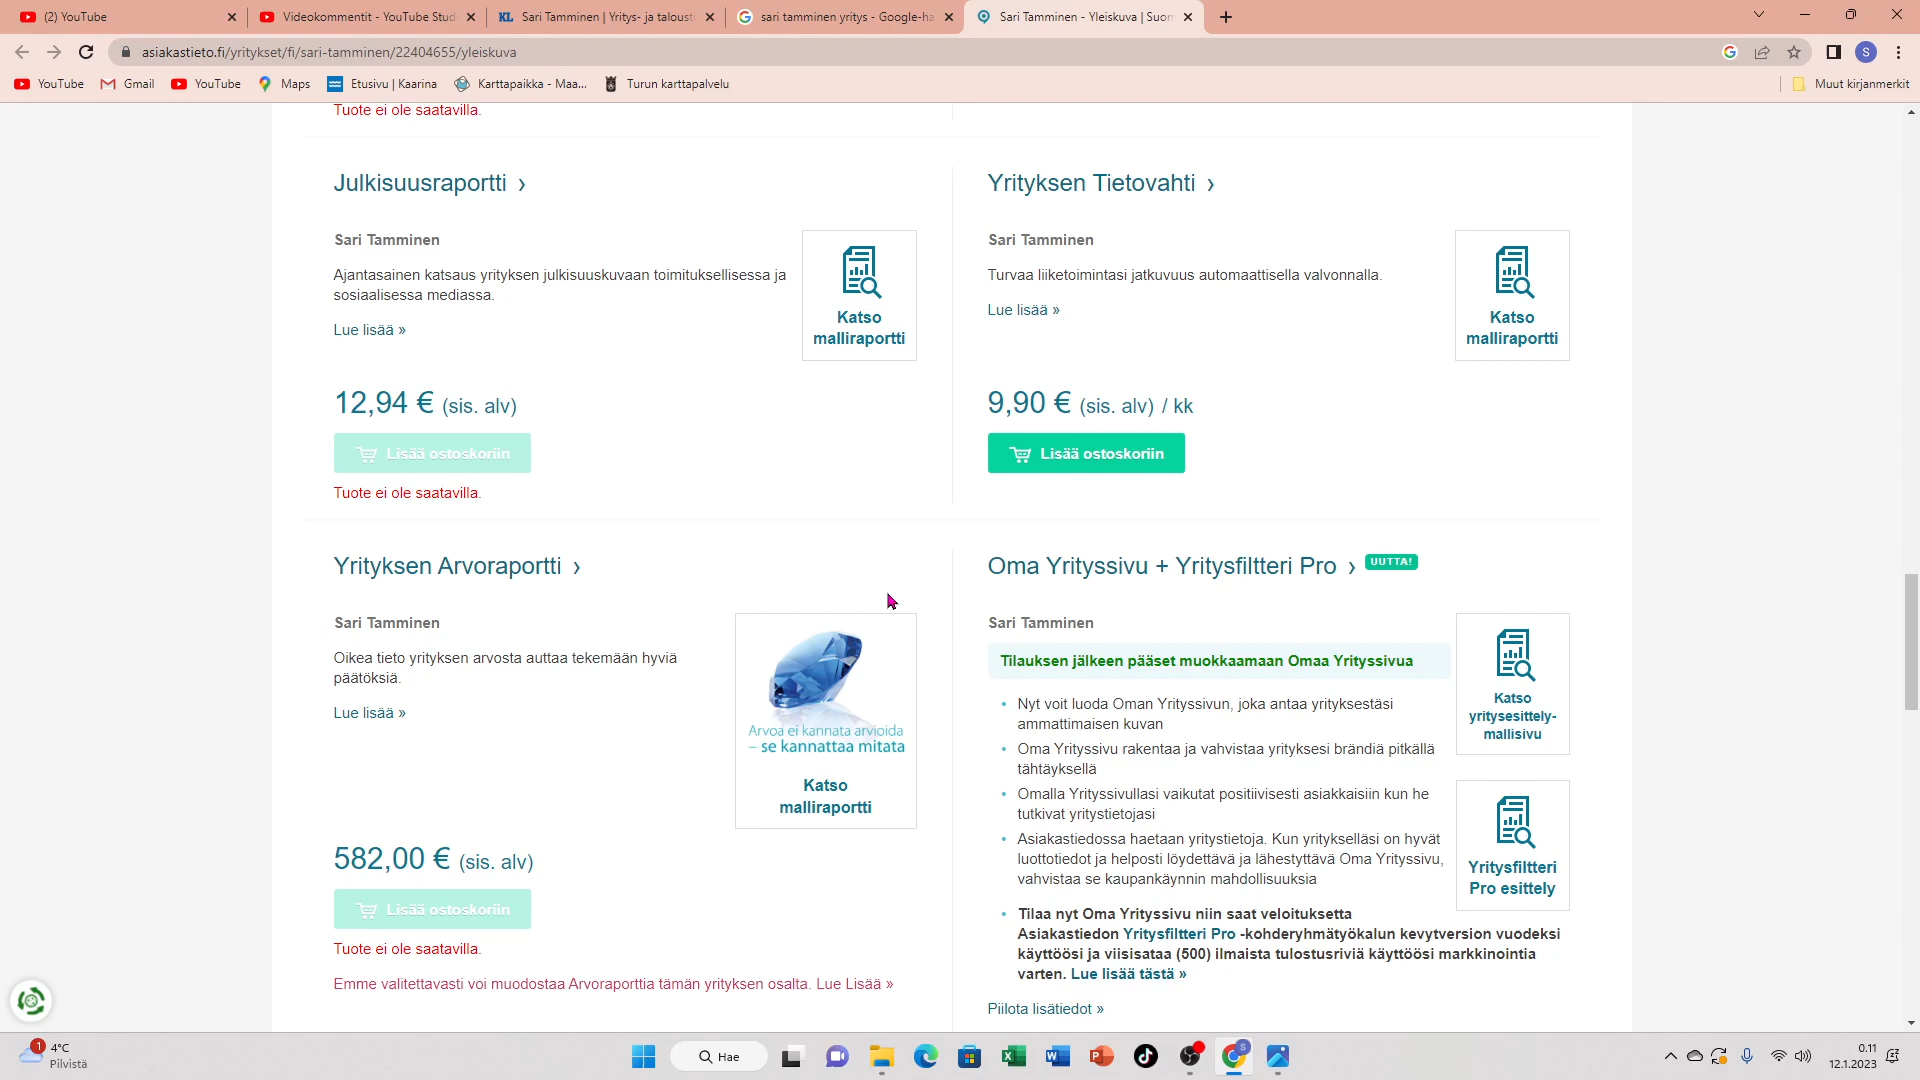 (2) YouTube
Videokommentit - YouTube Stud
KL Sari Tamminen | Yritys- ja talousti
sari tamminen yritys - Google-ha
Sari Tamminen - Yleiskuva | Suon
asiakastieto.fi/yritykset/fi/sari-tamminen/22404655/yleiskuva
S
YouTube
Gmail
YouTube
Maps
Etusivu | Kaarina
Karttapaikka - Maa...
Turun karttapalvelu
Muut kirjanmerkit
Tuote ei ole saatavilla.
Julkisuusraportti ›
Sari Tamminen
Ajantasainen katsaus yrityksen julkisuuskuvaan toimituksellisessa ja
sosiaalisessa mediassa.
Lue lisää »
Katso
malliraportti
12,94 € (sis. alv)
Lisää ostoskoriin
Tuote ei ole saatavilla.
Yrityksen Tietovahti ›
Sari Tamminen
Turvaa liiketoimintasi jatkuvuus automaattisella valvonnalla.
Lue lisää »
Katso
malliraportti
9,90 € (sis. alv) / kk
Lisää ostoskoriin
Yrityksen Arvoraportti ›
Sari Tamminen
Oikea tieto yrityksen arvosta auttaa tekemään hyviä
päätöksiä.
Lue lisää »
Arvoa ei kannata arvioida
– se kannattaa mitata
Katso
malliraportti
582,00 € (sis. alv)
Lisää ostoskoriin
Tuote ei ole saatavilla.
Emme valitettavasti voi muodostaa Arvoraporttia tämän yrityksen osalta. Lue Lisää »
Oma Yrityssivu + Yritysfiltteri Pro › UUTTA!
Sari Tamminen
Tilauksen jälkeen pääset muokkaamaan Omaa Yrityssivua
• Nyt voit luoda Oman Yrityssivun, joka antaa yrityksestäsi
ammattimaisen kuvan
• Oma Yrityssivu rakentaa ja vahvistaa yrityksesi brändiä pitkällä
tähtäyksellä
• Omalla Yrityssivullasi vaikutat positiivisesti asiakkaisiin kun he
tutkivat yritystietojasi
• Asiakastiedossa haetaan yritystietoja. Kun yritykselläsi on hyvät
luottotiedot ja helposti löydettävä ja lähestyttävä Oma Yrityssivu,
vahvistaa se kaupankäynnin mahdollisuuksia
• Tilaa nyt Oma Yrityssivu niin saat veloituksetta
Asiakastiedon Yritysfiltteri Pro -kohderyhmätyökalun kevytversion vuodeksi
käyttöösi ja viisisataa (500) ilmaista tulostusriviä käyttöösi markkinointia
varten. Lue lisää tästä »
Piilota lisätiedot »
Katso
yritysesittely-
mallisivu
Yritysfiltteri
Pro esittely
1
4°C
Pilvistä
Hae
S
0.11
12.1.2023